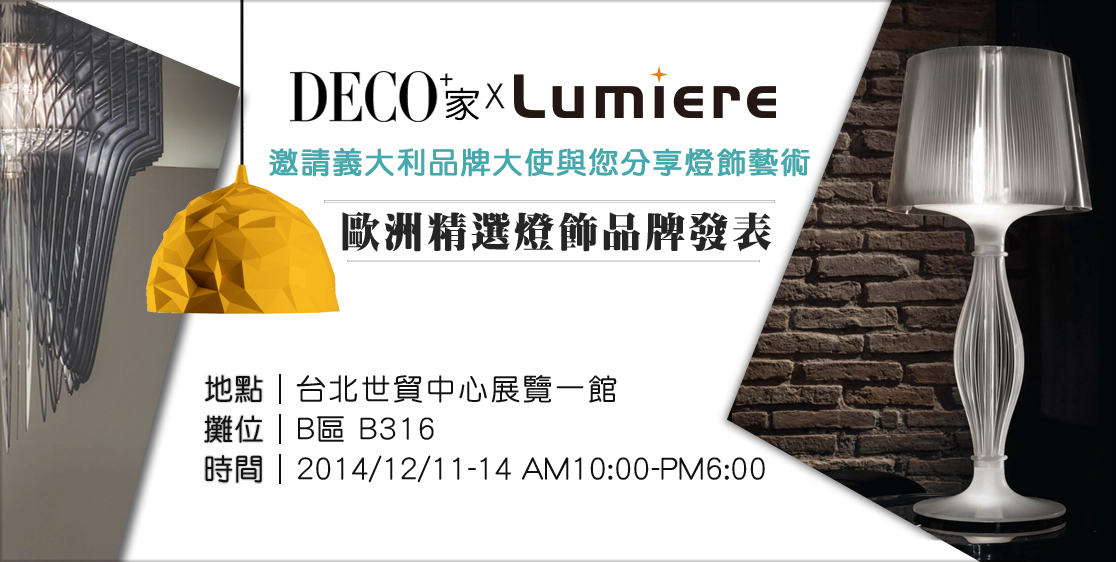 DECO+家 X Lumiere
邀請義大利品牌大使與您分享燈飾藝術
歐洲精選燈飾品牌發表
地點｜台北世貿中心展覽一館
攤位｜B區 B316
時間｜2014/12/11-14 AM10:00-PM6:00